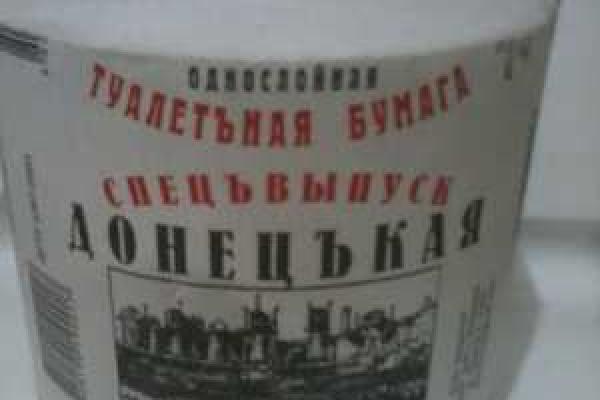 ОДНОСЛОЙНАЯ
ТУАЛЕТЪНАЯ БУМАГА
СПЕЦЪВЫПУСК
ДОНЕЦЪКАЯ